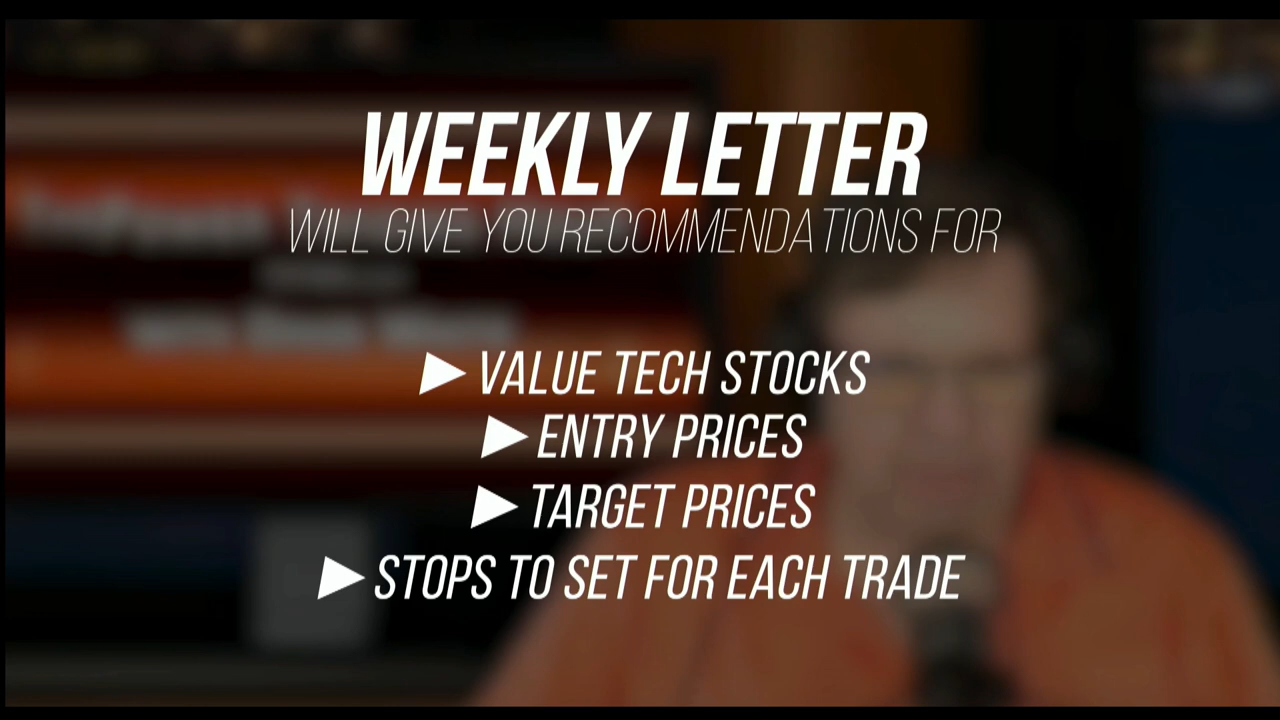 WEEKLY LETTER
WILL GIVE YOU RECOMMENDATIONS FOR
► VALUE TECH STOCKS
► ENTRY PRICES
► TARGET PRICES
► STOPS TO SET FOR EACH TRADE